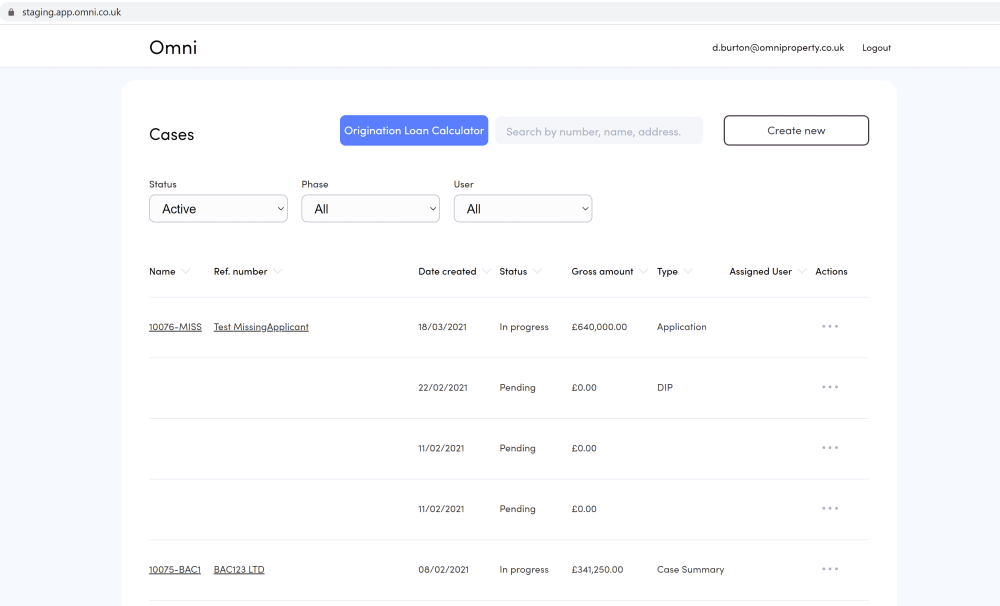 staging.app.omni.co.uk
Omni d.burton@omniproperty.co.uk Logout
Cases Origination Loan Calculator Search by number, name, address. Create new
Status Phase User
Active All All
Name Ref. number Date created Status Gross amount Type Assigned User Actions
10076-MISS Test MissingApplicant 18/03/2021 In progress £640,000.00 Application
22/02/2021 Pending £0.00 DIP
11/02/2021 Pending £0.00
11/02/2021 Pending £0.00
10075-BAC1 BAC123 LTD 08/02/2021 In progress £341,250.00 Case Summary